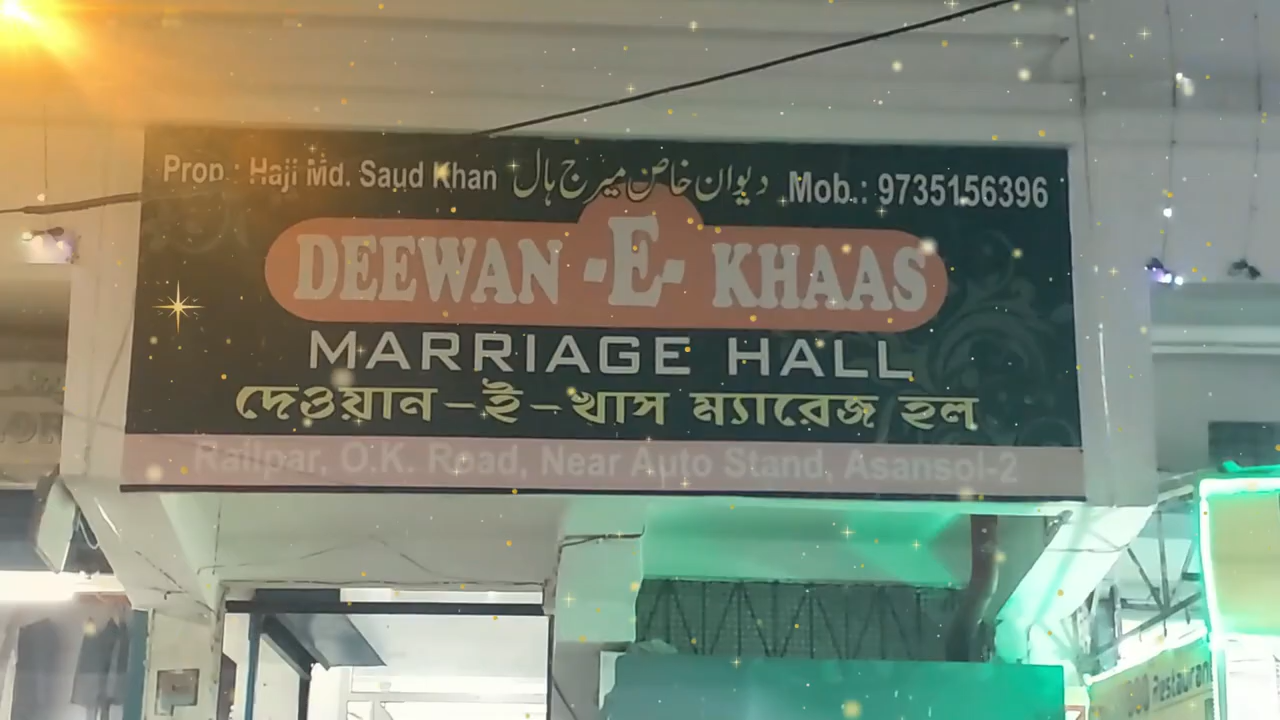 Prop.: Haji Md. Saud Khan دیوان خاص میرج ہال Mob.: 9735156396
DEEWAN -E- KHAAS
MARRIAGE HALL
দেওয়ান-ই-খাস ম্যারেজ হল
Railpar, O.K. Road, Near Auto Stand, Asansol-2
Restaurant